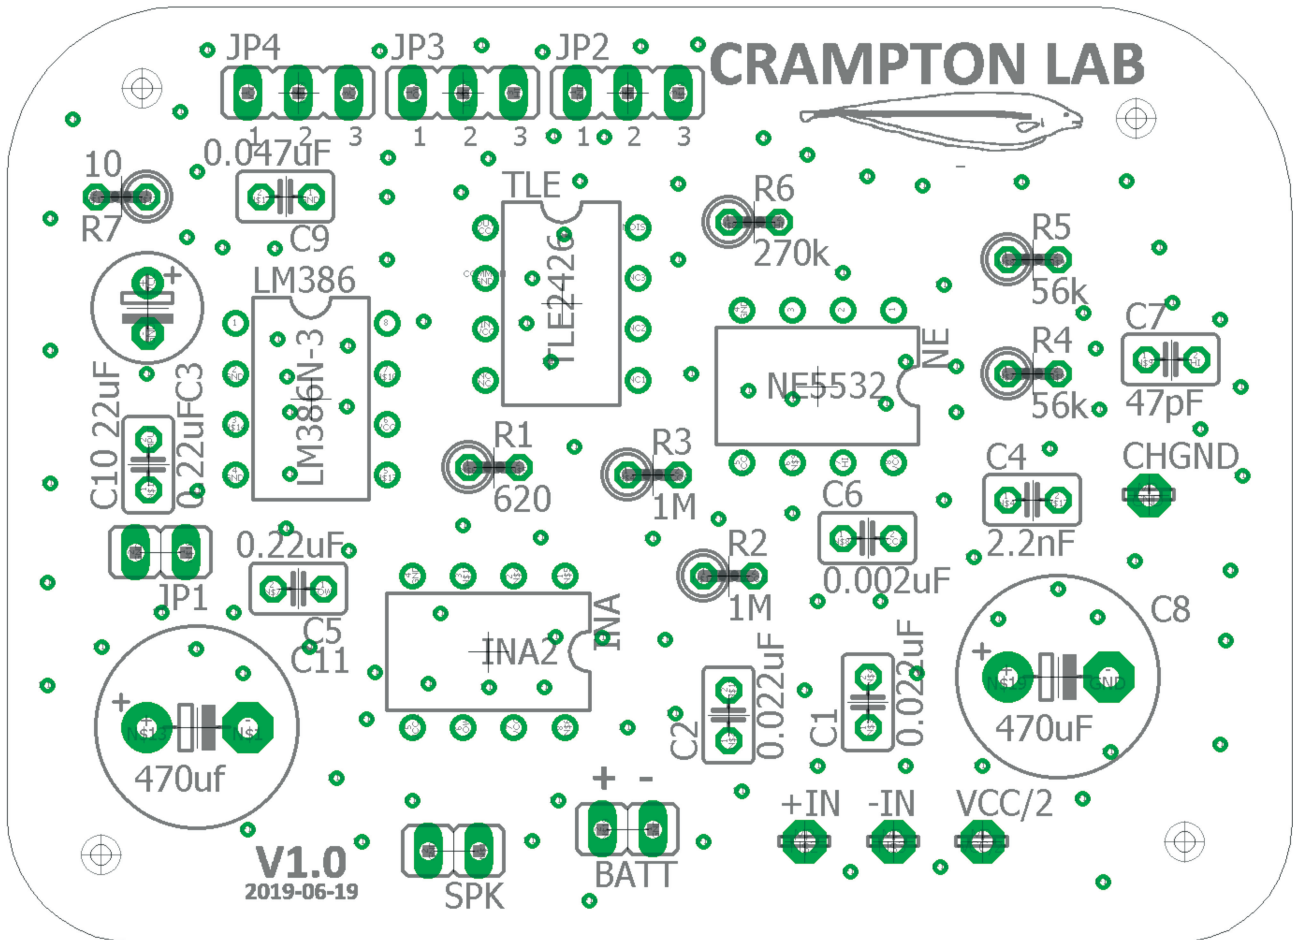 JP4
JP3
JP2
CRAMPTON LAB
1 2 3
1 2 3
1 2 3
10
0.047uF
R7
C9
TLE
R6
270k
R5
56k
TLE2426
LM386
LM386N-3
+
C10 22uF
0.22uF
C3
NE
NE5532
R4
56k
C7
47pF
R1
620
R3
1M
C6
0.002uF
C4
2.2nF
CHGND
JP1
0.22uF
C5
C11
R2
1M
INA
INA2
C8
+
470uF
+
470uf
C2
0.022uF
C1
0.022uF
+ -
BATT
+IN
-IN
VCC/2
V1.0
2019-06-19
SPK